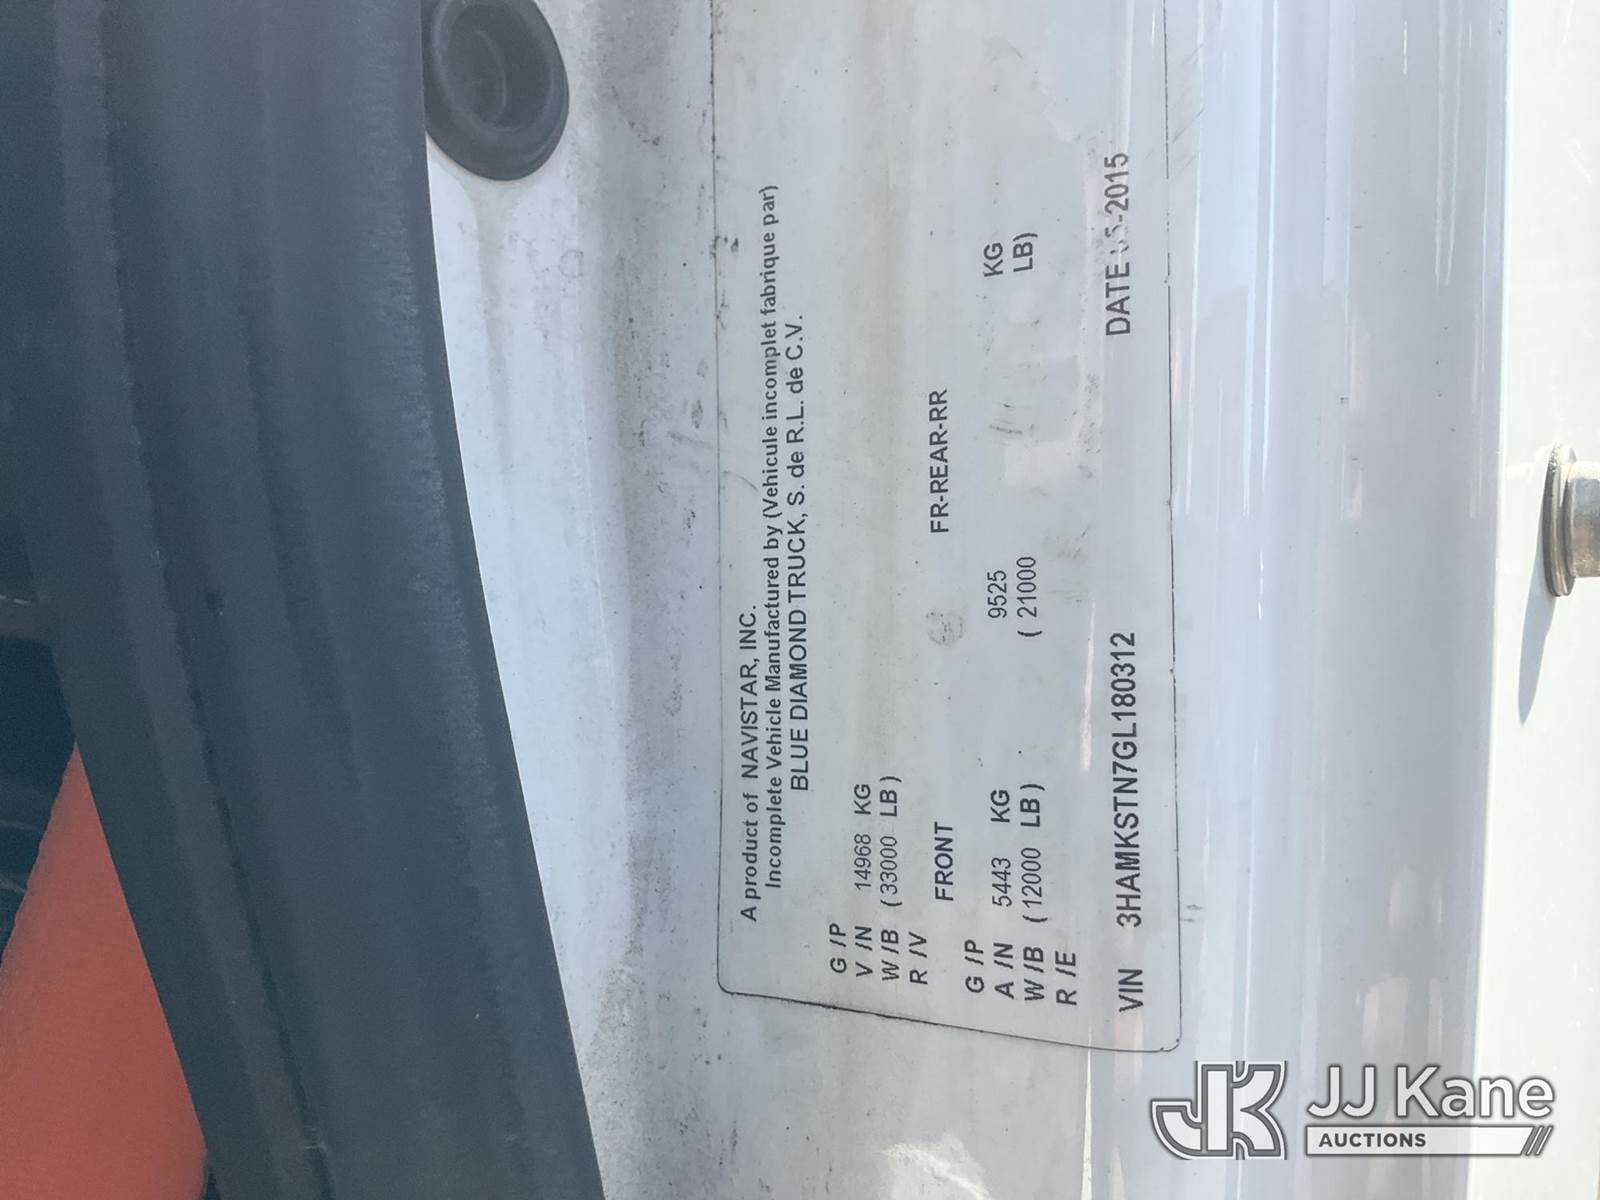 A product of NAVISTAR, INC.
Incomplete Vehicle Manufactured by (Vehicule incomplet fabrique par)
BLUE DIAMOND TRUCK, S. de R.L. de C.V.
G /P
V /N 14968 KG
W /B ( 33000 LB )
R /V
FRONT FR-REAR-RR
G /P
A /N 5443 KG 9525 KG
W /B ( 12000 LB ) ( 21000 LB)
R /E
VIN 3HAMKSTN7GL180312 DATE 05-2015
JJ Kane
AUCTIONS